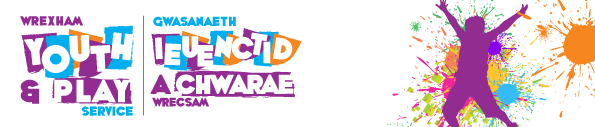 WREXHAM
YOUTH
& PLAY
SERVICE
GWASANAETH
IEUENCTID
A CHWARAE
WRECSAM